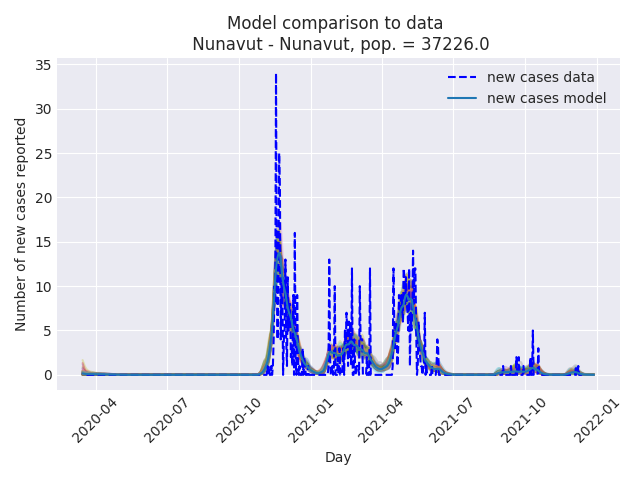 Model comparison to data
Nunavut - Nunavut, pop. = 37226.0
new cases data
new cases model
Number of new cases reported
35
30
25
20
15
10
5
0
2020-04
2020-07
2020-10
2021-01
2021-04
2021-07
2021-10
2022-01
Day